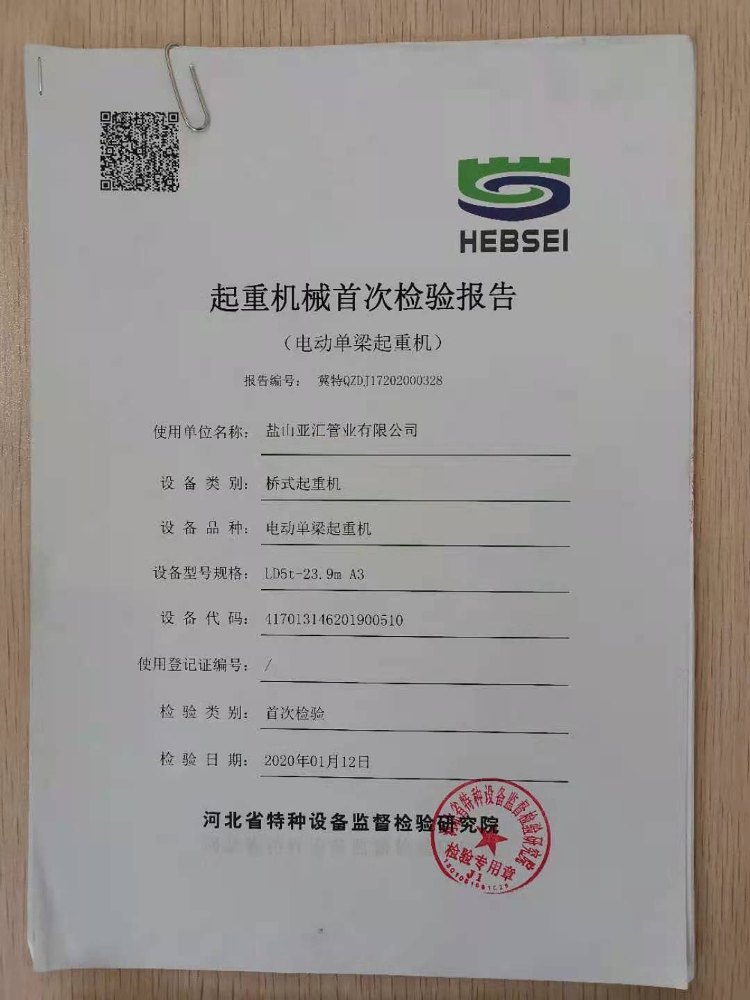 HEBSEI
起重机械首次检验报告
（电动单梁起重机）
报告编号： 冀特QZDJ17202000328
使用单位名称： 盐山亚汇管业有限公司
设备类别： 桥式起重机
设备品种： 电动单梁起重机
设备型号规格： LD5t-23.9m A3
设备代码： 417013146201900510
使用登记证编号： /
检验类别： 首次检验
检验日期： 2020年01月12日
河北省特种设备监督检验研究院
河北省特种设备监督检验研究院
检验专用章
J1